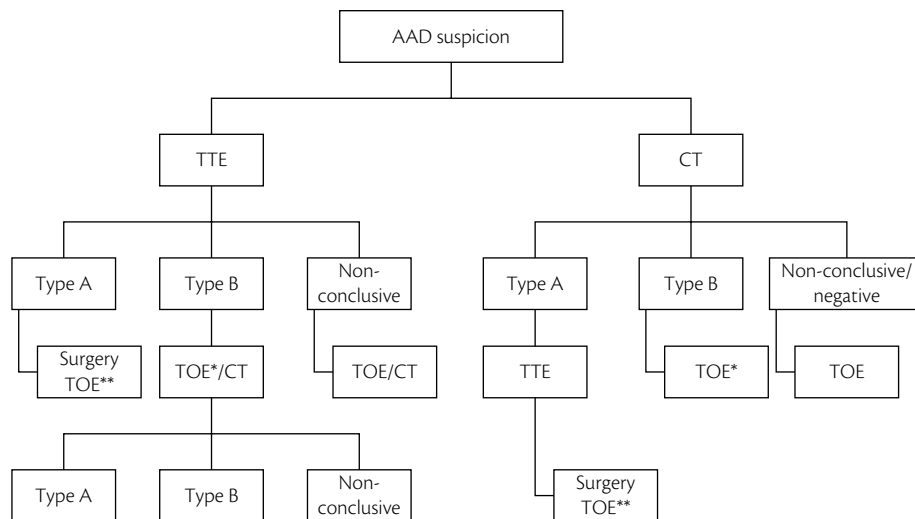 AAD suspicion
TTE
CT
Type A
Type B
Non-
conclusive
Type A
Type B
Non-conclusive/
negative
Surgery
TOE**
TOE*/CT
TOE/CT
TTE
TOE*
TOE
Type A
Type B
Non-
conclusive
Surgery
TOE**